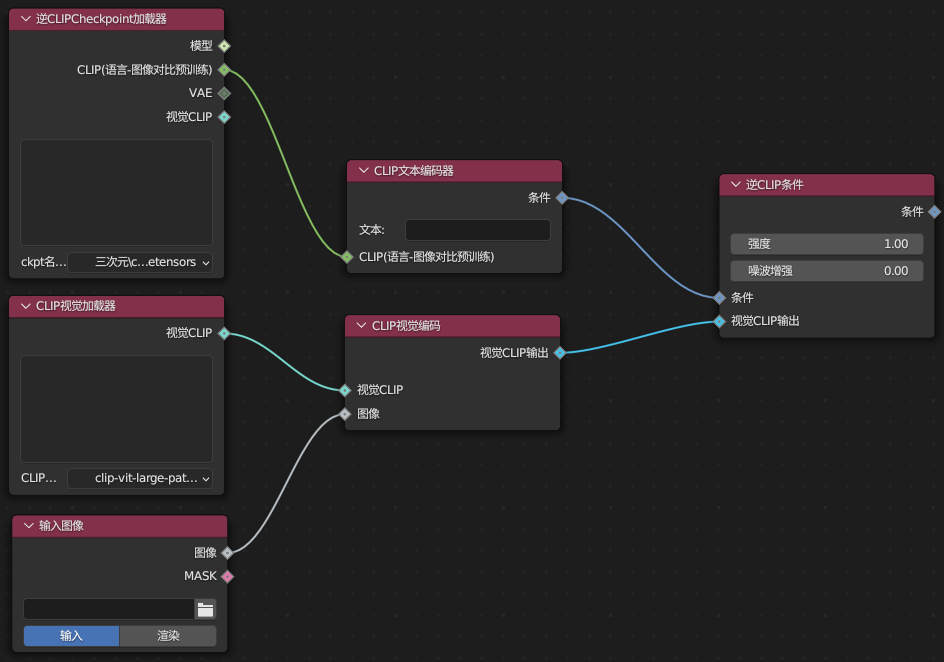 逆CLIPCheckpoint加载器
模型
CLIP(语言-图像对比预训练)
VAE
视觉CLIP
ckpt名... 三次元\c...etensors
CLIP视觉加载器
视觉CLIP
CLIP... clip-vit-large-pat...
输入图像
图像
MASK
输入 渲染
CLIP文本编码器
条件
文本:
CLIP(语言-图像对比预训练)
CLIP视觉编码
视觉CLIP输出
视觉CLIP
图像
逆CLIP条件
条件
强度 1.00
噪波增强 0.00
条件
视觉CLIP输出